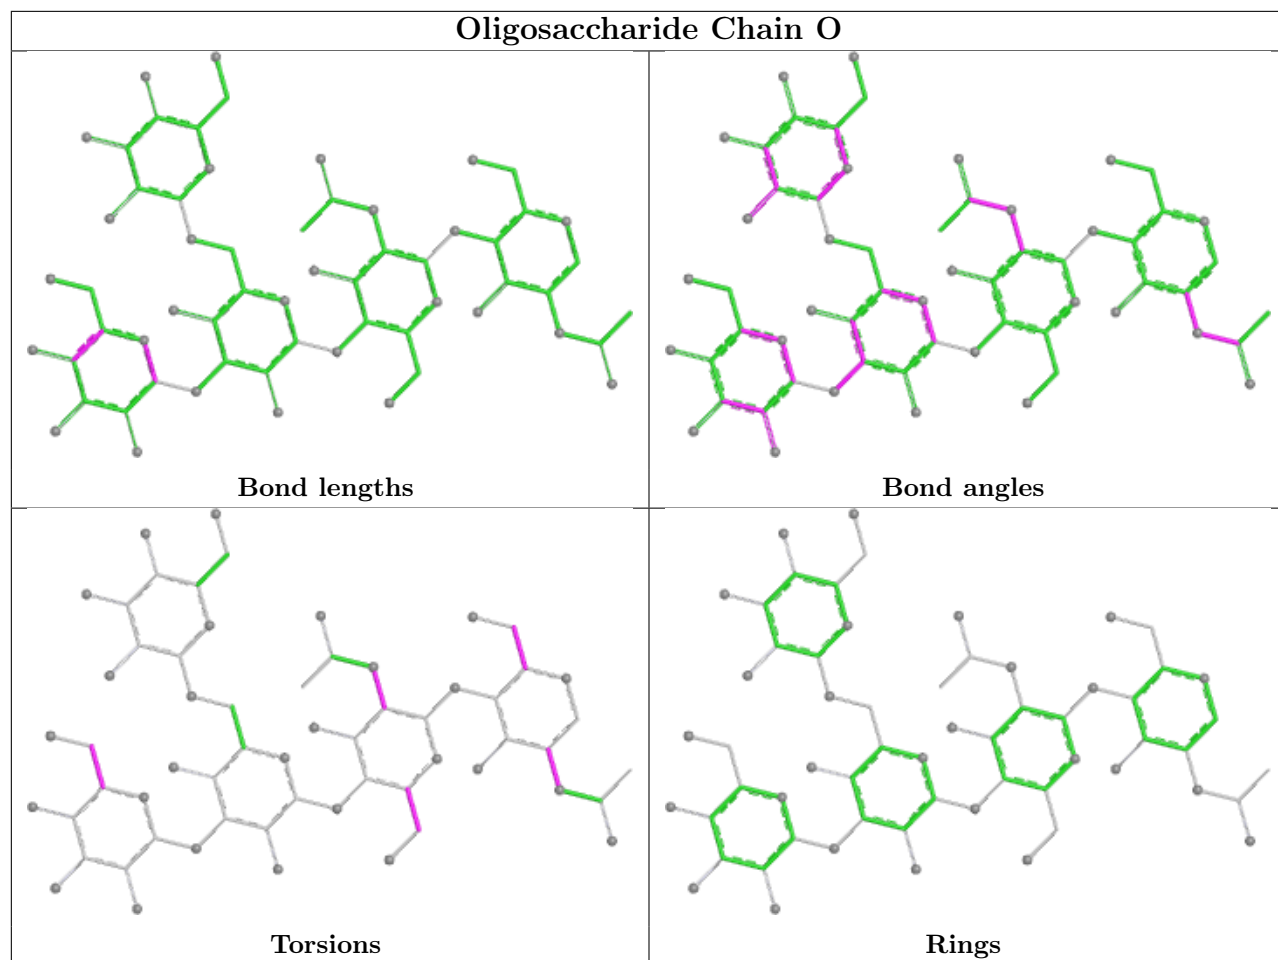 Oligosaccharide Chain O
Bond lengths
Bond angles
Torsions
Rings